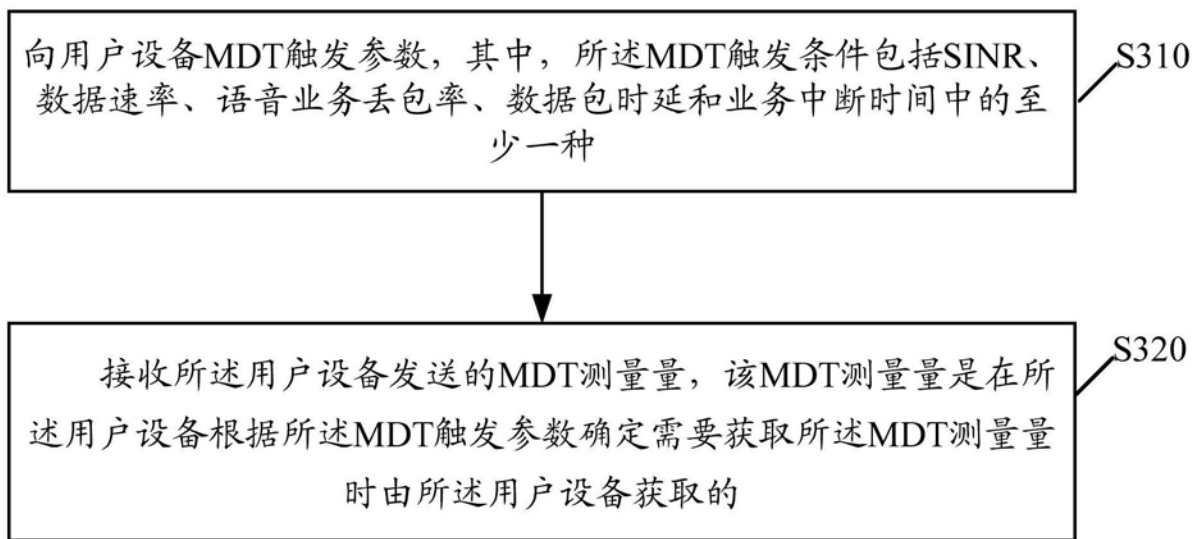 向用户设备MDT触发参数，其中，所述MDT触发条件包括SINR、
数据速率、语音业务丢包率、数据包时延和业务中断时间中的至
少一种
S310
接收所述用户设备发送的MDT测量量，该MDT测量量是在所
述用户设备根据所述MDT触发参数确定需要获取所述MDT测量量
时由所述用户设备获取的
S320